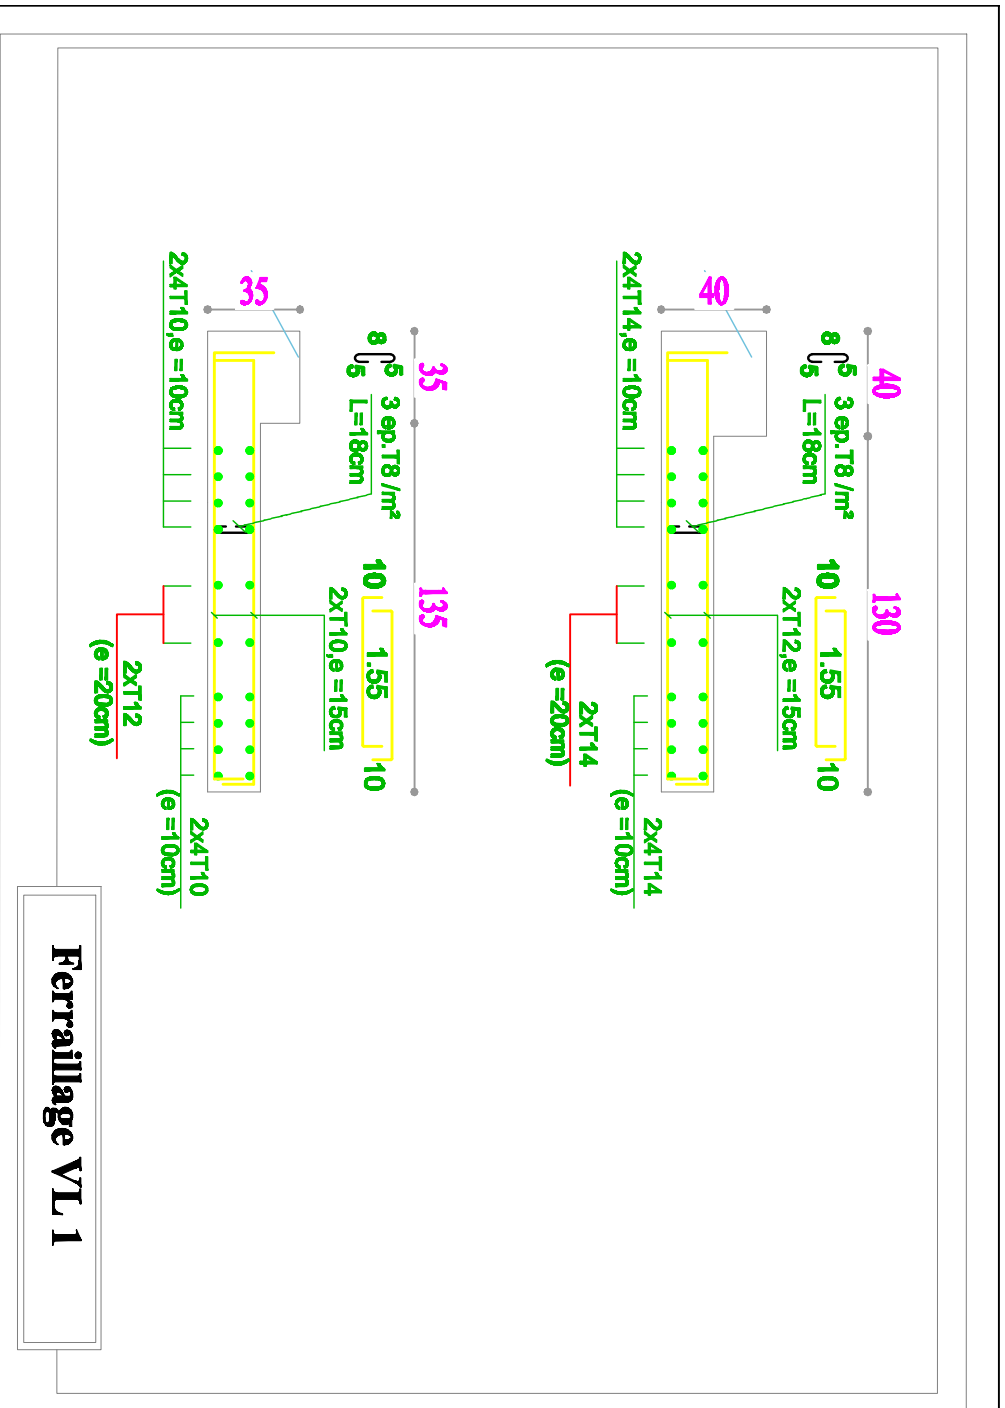 40
130
40
8
5
5
3 ep.T8 /m²
L=18cm
2x4T14,e =10cm
10
1.55
10
2xT12,e =15cm
2xT14
(e =20cm)
2x4T14
(e =10cm)
35
135
35
8
5
5
3 ep.T8 /m²
L=18cm
2x4T10,e =10cm
10
1.55
10
2xT10,e =15cm
2xT12
(e =20cm)
2x4T10
(e =10cm)
Ferraillage VL 1